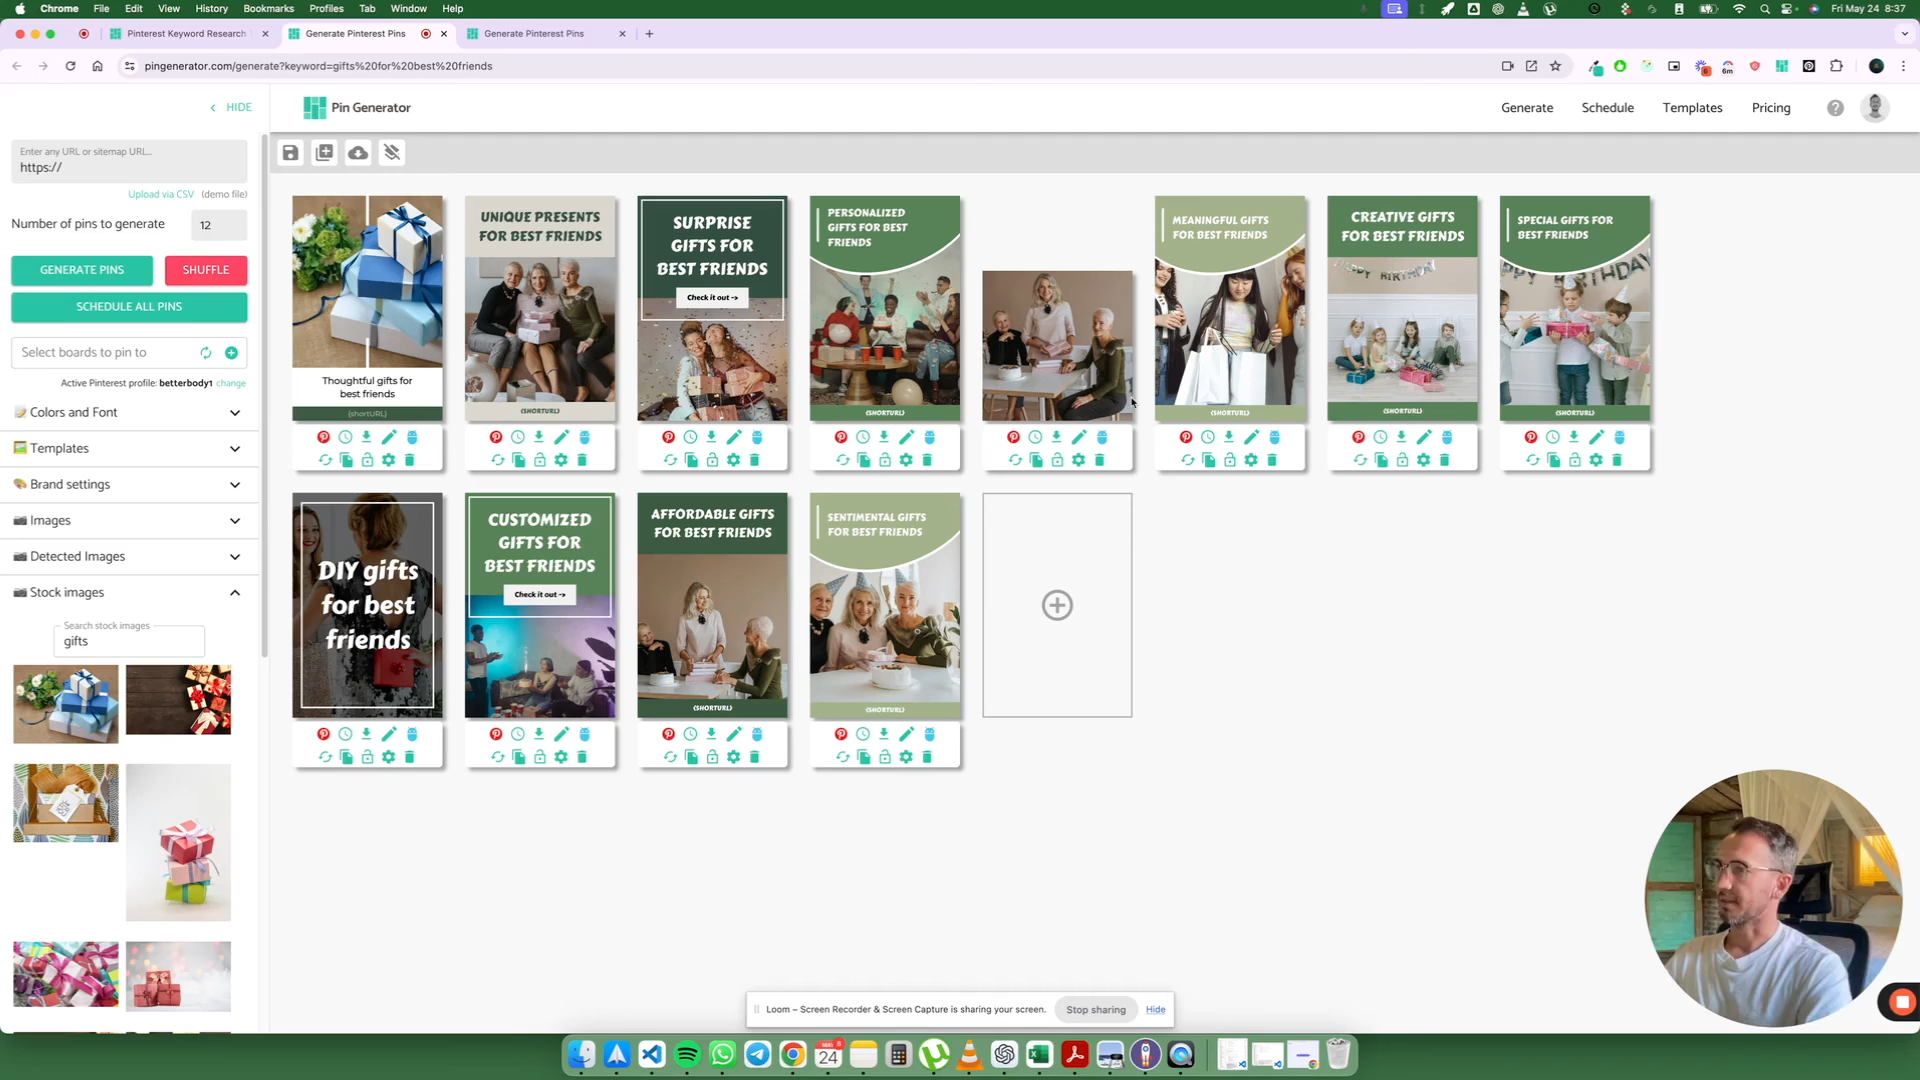 Chrome File Edit View History Bookmarks Profiles Tab Window Help
Fri May 24 8:37
Pinterest Keyword Research
Generate Pinterest Pins
Generate Pinterest Pins
pingenerator.com/generate?keyword=gifts%20for%20best%20friends
HIDE
Pin Generator
Generate
Schedule
Templates
Pricing
Enter any URL or sitemap URL...
https://
Upload via CSV (demo file)
Number of pins to generate
12
GENERATE PINS
SHUFFLE
SCHEDULE ALL PINS
Select boards to pin to
Active Pinterest profile: betterbody1 change
Colors and Font
Templates
Brand settings
Images
Detected Images
Stock images
Search stock images
gifts
Thoughtful gifts for
best friends
{shortURL}
UNIQUE PRESENTS
FOR BEST FRIENDS
{SHORTURL}
SURPRISE
GIFTS FOR
BEST FRIENDS
Check it out ->
PERSONALIZED
GIFTS FOR BEST
FRIENDS
{SHORTURL}
MEANINGFUL GIFTS
FOR BEST FRIENDS
{SHORTURL}
CREATIVE GIFTS
FOR BEST FRIENDS
{SHORTURL}
SPECIAL GIFTS FOR
BEST FRIENDS
{SHORTURL}
DIY gifts
for best
friends
CUSTOMIZED
GIFTS FOR
BEST FRIENDS
Check it out ->
AFFORDABLE GIFTS
FOR BEST FRIENDS
{SHORTURL}
SENTIMENTAL GIFTS
FOR BEST FRIENDS
{SHORTURL}
Loom – Screen Recorder & Screen Capture is sharing your screen.
Stop sharing
Hide
24